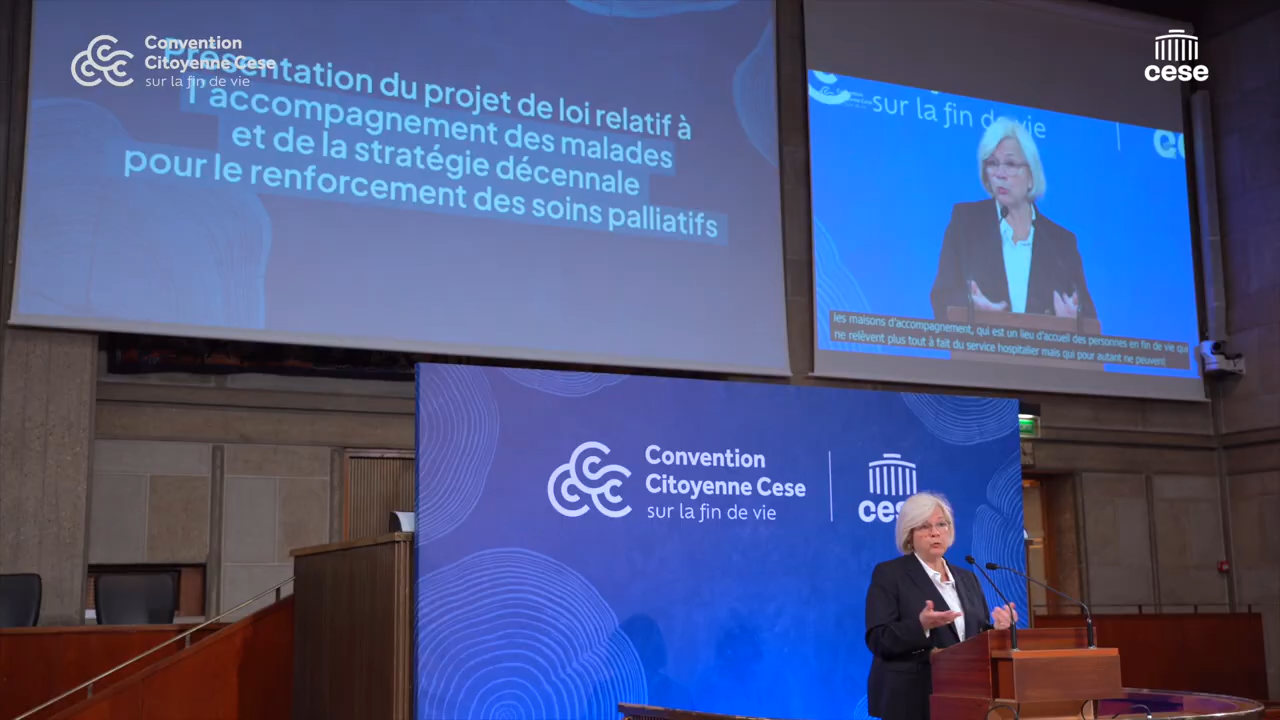 Convention
Citoyenne Cese
sur la fin de vie
cese
Présentation du projet de loi relatif à
l'accompagnement des malades
et de la stratégie décennale
pour le renforcement des soins palliatifs
sur la fin de vie
les maisons d'accompagnement, qui est un lieu d'accueil des personnes en fin de vie qui
ne relèvent plus tout à fait du service hospitalier mais qui pour autant ne peuvent
Convention
Citoyenne Cese
sur la fin de vie
cese